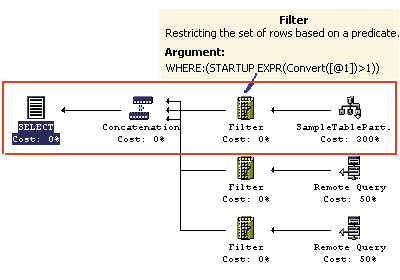 Filter
Restricting the set of rows based on a predicate.
Argument:
WHERE:(STARTUP EXPR(Convert([@1])>1))
SELECT
Cost: 0%
Concatenation
Cost: 0%
Filter
Cost: 0%
SampleTablePart.
Cost: 300%
Filter
Cost: 0%
Remote Query
Cost: 50%
Filter
Cost: 0%
Remote Query
Cost: 50%